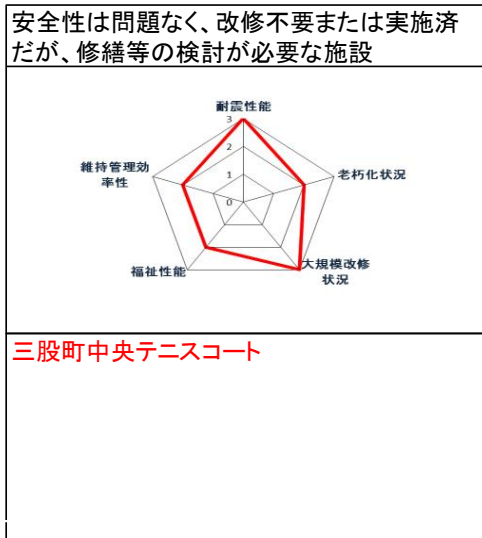 安全性は問題なく、改修不要または実施済
だが、修繕等の検討が必要な施設
耐震性能
3
2
1
0
維持管理効
率性
老朽化状況
福祉性能
大規模改修
状況
三股町中央テニスコート